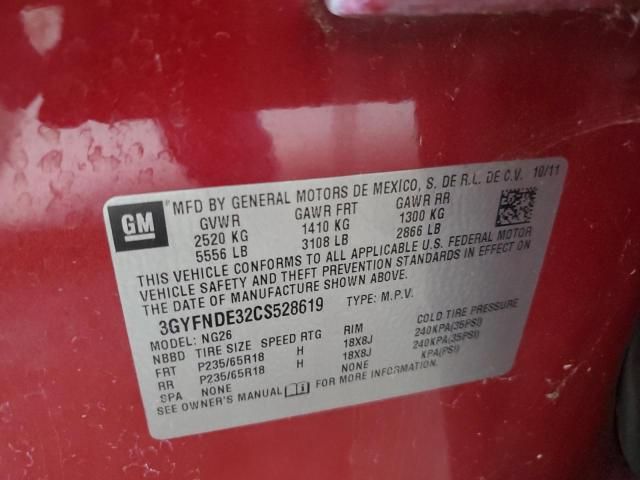 GM
MFD BY GENERAL MOTORS DE MEXICO, S. DE R.L. DE C.V. 10/11
GVWR GAWR FRT GAWR RR
2520 KG 1410 KG 1300 KG
5556 LB 3108 LB 2866 LB
THIS VEHICLE CONFORMS TO ALL APPLICABLE U.S. FEDERAL MOTOR
VEHICLE SAFETY AND THEFT PREVENTION STANDARDS IN EFFECT ON
THE DATE OF MANUFACTURE SHOWN ABOVE.
3GYFNDE32CS528619 TYPE: M.P.V.
MODEL: NG26
NBBD TIRE SIZE SPEED RTG RIM COLD TIRE PRESSURE
FRT P235/65R18 H 18X8J 240KPA(35PSI)
RR P235/65R18 H 18X8J 240KPA(35PSI)
SPA NONE NONE KPA(PSI)
SEE OWNER'S MANUAL FOR MORE INFORMATION.